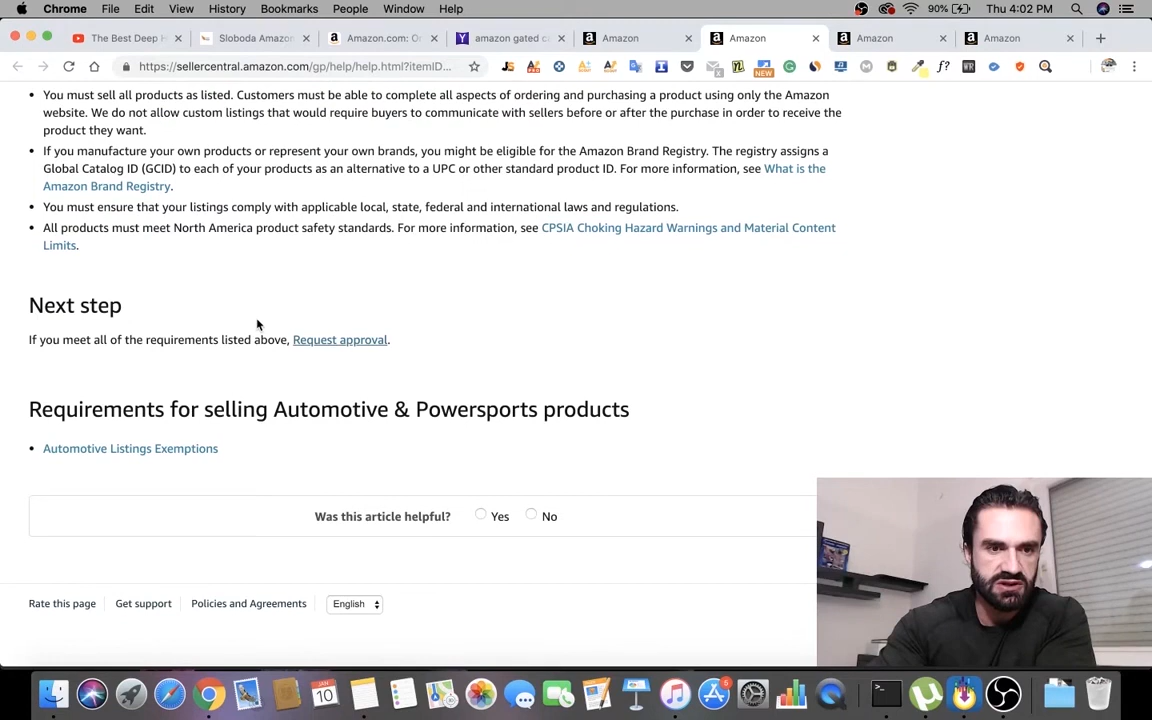 Chrome File Edit View History Bookmarks People Window Help 90% Thu 4:02 PM
The Best Deep H Sloboda Amazon Amazon.com: O amazon gated c Amazon Amazon Amazon Amazon
https://sellercentral.amazon.com/gp/help/help.html?itemID...
You must sell all products as listed. Customers must be able to complete all aspects of ordering and purchasing a product using only the Amazon
website. We do not allow custom listings that would require buyers to communicate with sellers before or after the purchase in order to receive the
product they want.
If you manufacture your own products or represent your own brands, you might be eligible for the Amazon Brand Registry. The registry assigns a
Global Catalog ID (GCID) to each of your products as an alternative to a UPC or other standard product ID. For more information, see What is the
Amazon Brand Registry.
You must ensure that your listings comply with applicable local, state, federal and international laws and regulations.
All products must meet North America product safety standards. For more information, see CPSIA Choking Hazard Warnings and Material Content
Limits.
Next step
If you meet all of the requirements listed above, Request approval.
Requirements for selling Automotive & Powersports products
Automotive Listings Exemptions
Was this article helpful? Yes No
Rate this page Get support Policies and Agreements English
JAN
10
5